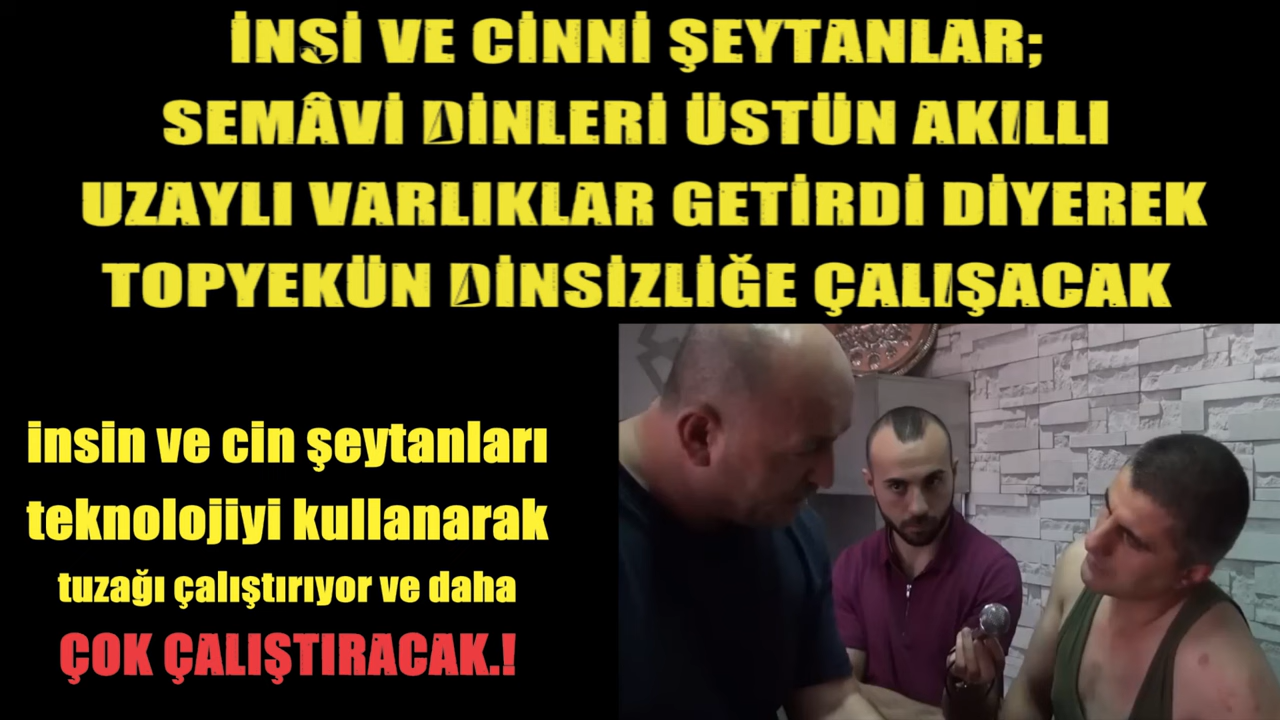 İNSİ VE CİNNİ ŞEYTANLAR;
SEMÂVİ DİNLERİ ÜSTÜN AKILLI
UZAYLI VARLIKLAR GETİRDİ DİYEREK
TOPYEKÜN DİNSİZLİĞE ÇALIŞACAK
insin ve cin şeytanları
teknolojiyi kullanarak
tuzağı çalıştırıyor ve daha
ÇOK ÇALIŞTIRACAK.!